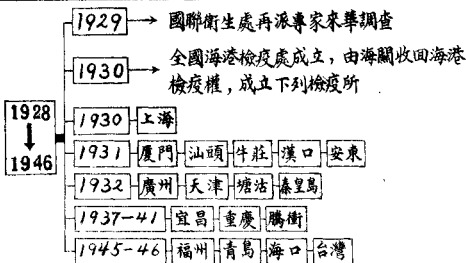 1929 → 國聯衛生處再派專家來華調查
1930 → 全國海港檢疫處成立，由海關收回海港
檢疫權，成立下列檢疫所
1928
↓
1946
1930 上海
1931 厦門 汕頭 牛莊 漢口 安東
1932 廣州 天津 塘沽 秦皇島
1937-41 宜昌 重慶 騰衝
1945-46 福州 青島 海口 台灣